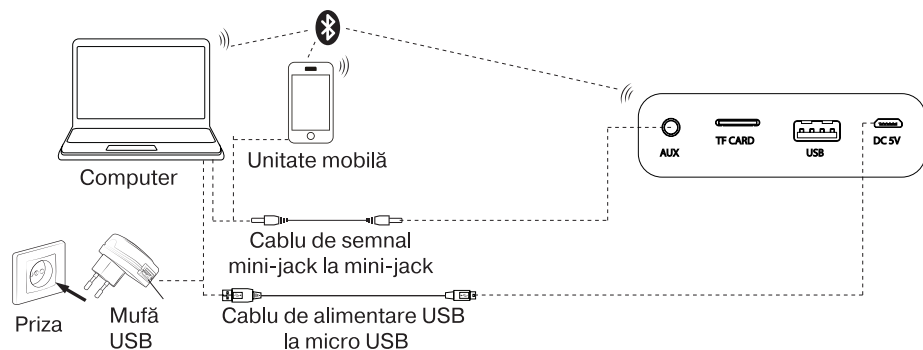 AUX
TF CARD
USB
DC 5V
Unitate mobilă
Computer
Cablu de semnal
mini-jack la mini-jack
Priza
Mufă
USB
Cablu de alimentare USB
la micro USB